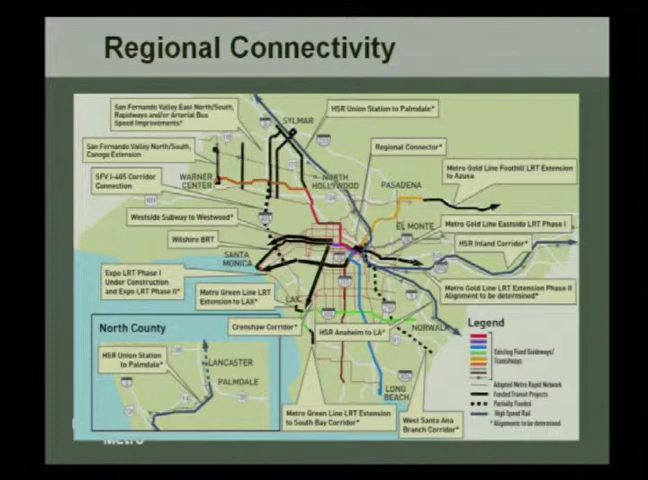 Regional Connectivity
San Fernando Valley East North/South,
Rapidways and/or Arterial Bus
Speed Improvements*
HSR Union Station to Palmdale*
SYLMAR
San Fernando Valley North/South,
Canoga Extension
Regional Connector*
Metro Gold Line Foothill LRT Extension
to Azusa
SFV I-405 Corridor
Connection
WARNER
CENTER
NORTH
HOLLYWOOD
PASADENA
Westside Subway to Westwood*
EL MONTE
Metro Gold Line Eastside LRT Phase I
Wilshire BRT
HSR Inland Corridor*
SANTA
MONICA
Expo LRT Phase I
Under Construction
and Expo LRT Phase II*
Metro Green Line LRT
Extension to LAX*
LAX
Metro Gold Line LRT Extension Phase II
Alignment to be determined*
Crenshaw Corridor*
HSR Anaheim to LA*
NORWALK
North County
HSR Union Station
to Palmdale*
LANCASTER
PALMDALE
LONG
BEACH
Metro Green Line LRT Extension
to South Bay Corridor*
West Santa Ana
Branch Corridor*
Legend
Existing Fixed Guideways/
Transitways
Adopted Metro Rapid Network
Funded Transit Projects
Partially Funded
High Speed Rail
* Alignments to be determined
Metro